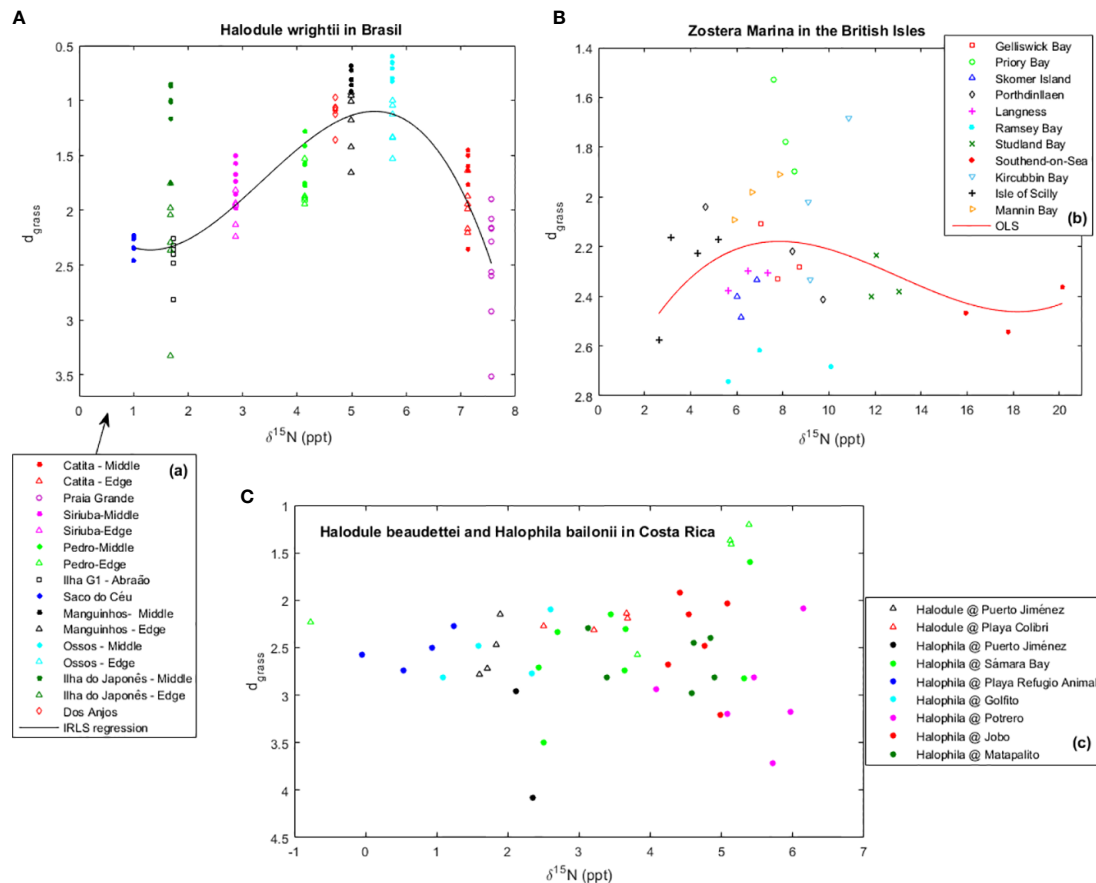 A
Halodule wrightii in Brasil
0.5
1
1.5
2
2.5
3
3.5
d_grass
0 1 2 3 4 5 6 7 8
δ15N (ppt)
(a)
Catita - Middle
Catita - Edge
Praia Grande
Siriuba-Middle
Siriuba-Edge
Pedro-Middle
Pedro-Edge
Ilha G1 - Abraão
Saco do Céu
Manguinhos- Middle
Manguinhos - Edge
Ossos - Middle
Ossos - Edge
Ilha do Japonês - Middle
Ilha do Japonês - Edge
Dos Anjos
IRLS regression
B
Zostera Marina in the British Isles
1.4
1.6
1.8
2.0
2.2
2.4
2.6
2.8
d_grass
0 2 4 6 8 10 12 14 16 18 20
δ15N (ppt)
Gelliswick Bay
Priory Bay
Skomer Island
Porthdinllaen
Langness
Ramsey Bay
Studland Bay
Southend-on-Sea
Kircubbin Bay
Isle of Scilly
Mannin Bay
(b)
OLS
C
Halodule beaudettei and Halophila bailonii in Costa Rica
1
1.5
2
2.5
3
3.5
4
4.5
d_grass
-1 0 1 2 3 4 5 6 7
δ15N (ppt)
Halodule @ Puerto Jiménez
Halodule @ Playa Colibri
Halophila @ Puerto Jiménez
Halophila @ Sámara Bay
Halophila @ Playa Refugio Animal
Halophila @ Golfito
Halophila @ Potrero
Halophila @ Jobo
Halophila @ Matapalito
(c)